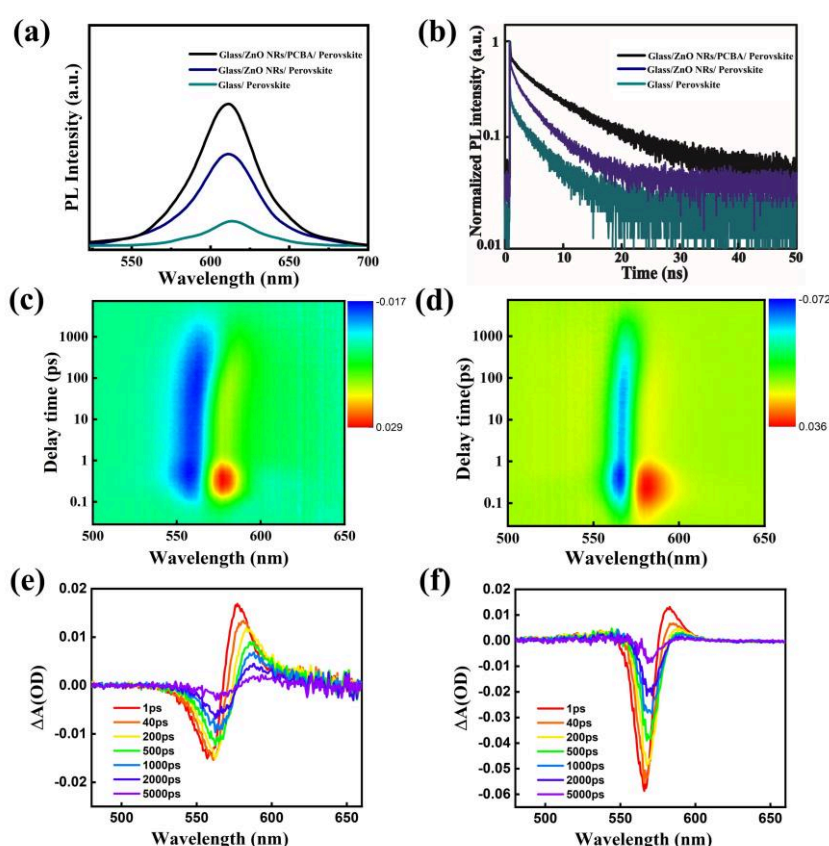 (a)
PL Intensity (a.u.)
Glass/ZnO NRs/PCBA/ Perovskite
Glass/ZnO NRs/ Perovskite
Glass/ Perovskite
550 600 650 700
Wavelength (nm)
(b)
Normalized PL intensity (a.u.)
1
0.1
0.01
Glass/ZnO NRs/PCBA/ Perovskite
Glass/ZnO NRs/ Perovskite
Glass/ Perovskite
0 10 20 30 40 50
Time (ns)
(c)
Delay time (ps)
1000
100
10
1
0.1
-0.017
0.029
500 550 600 650
Wavelength (nm)
(d)
Delay time(ps)
1000
100
10
1
0.1
-0.072
0.036
500 550 600 650
Wavelength(nm)
(e)
ΔA(OD)
0.02
0.01
0.00
-0.01
-0.02
1ps
40ps
200ps
500ps
1000ps
2000ps
5000ps
500 550 600 650
Wavelength (nm)
(f)
ΔA(OD)
0.02
0.01
0.00
-0.01
-0.02
-0.03
-0.04
-0.05
-0.06
1ps
40ps
200ps
500ps
1000ps
2000ps
5000ps
500 550 600 650
Wavelength (nm)